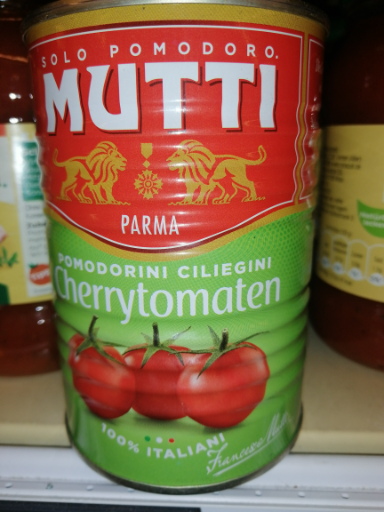 SOLO POMODORO.
MUTTI
PARMA
POMODORINI CILIEGINI
Cherrytomaten
100% ITALIANI